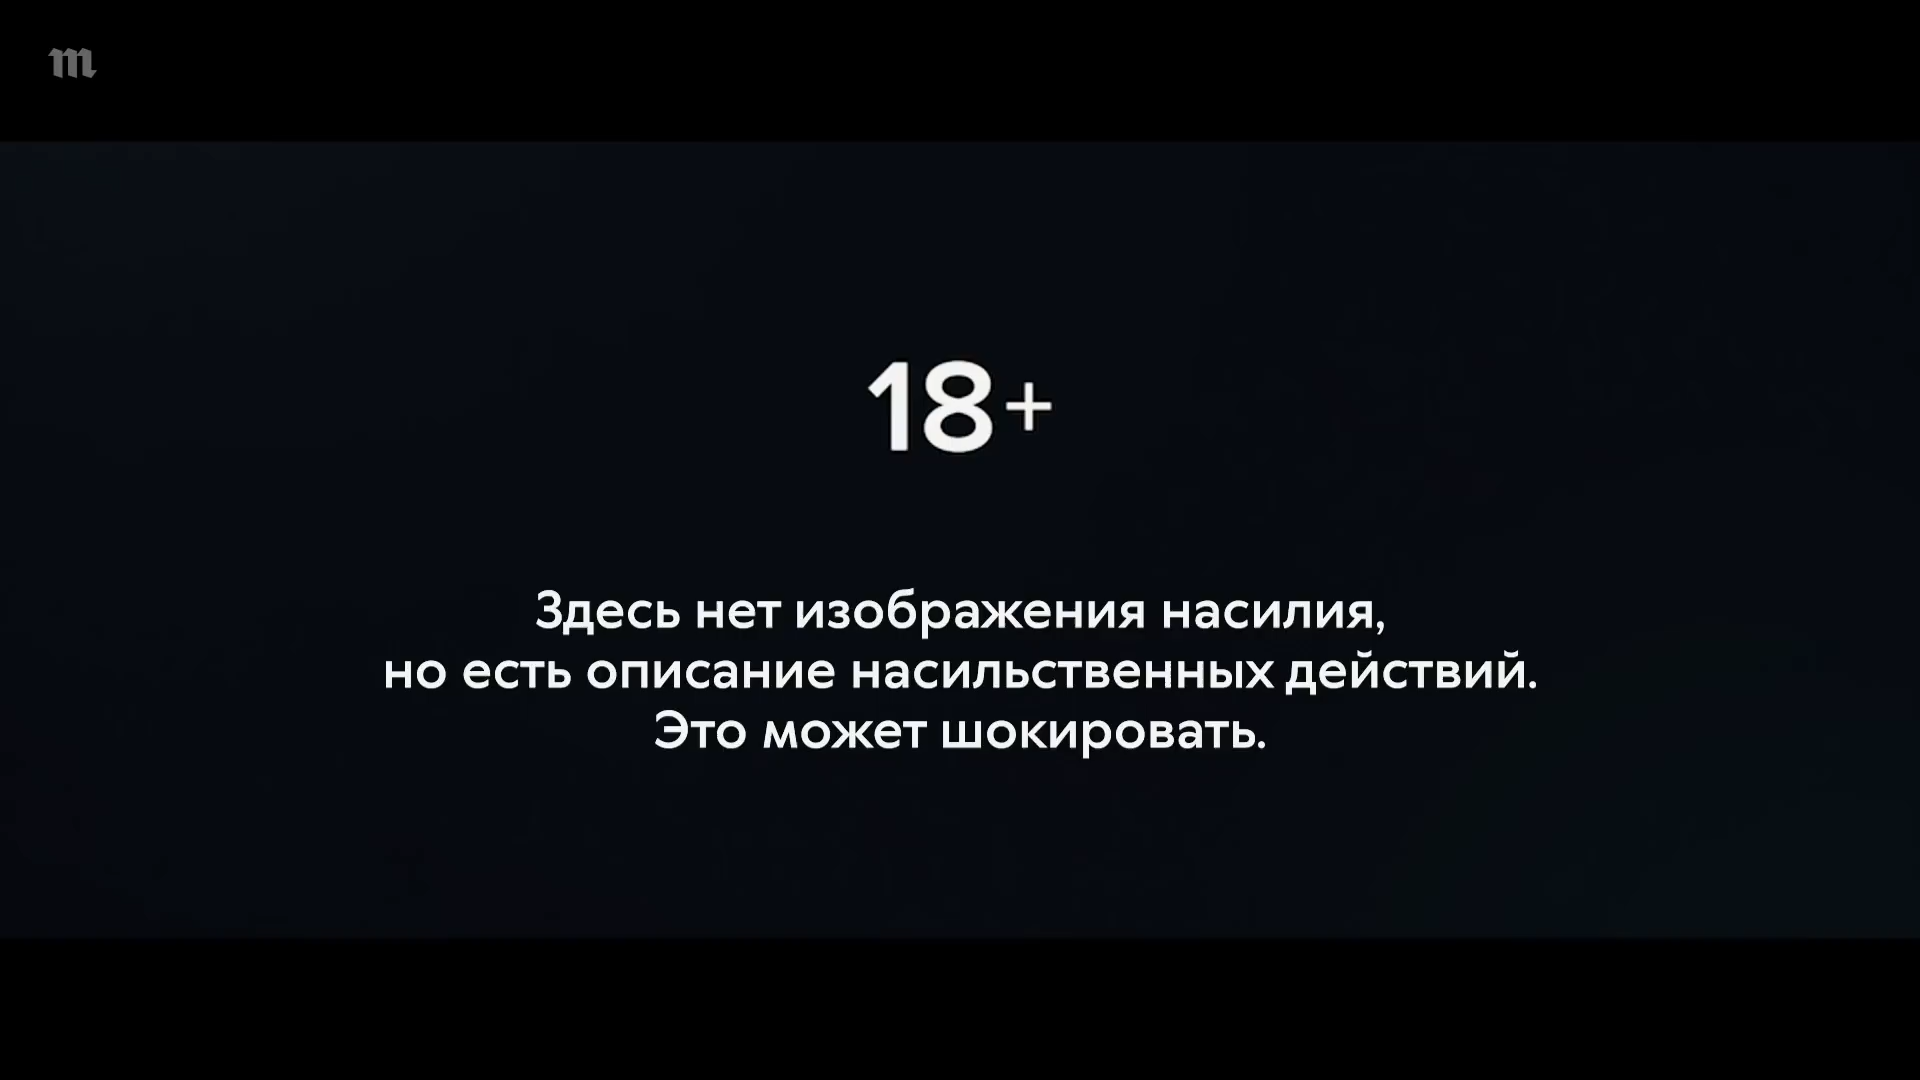 m
18+
Здесь нет изображения насилия,
но есть описание насильственных действий.
Это может шокировать.